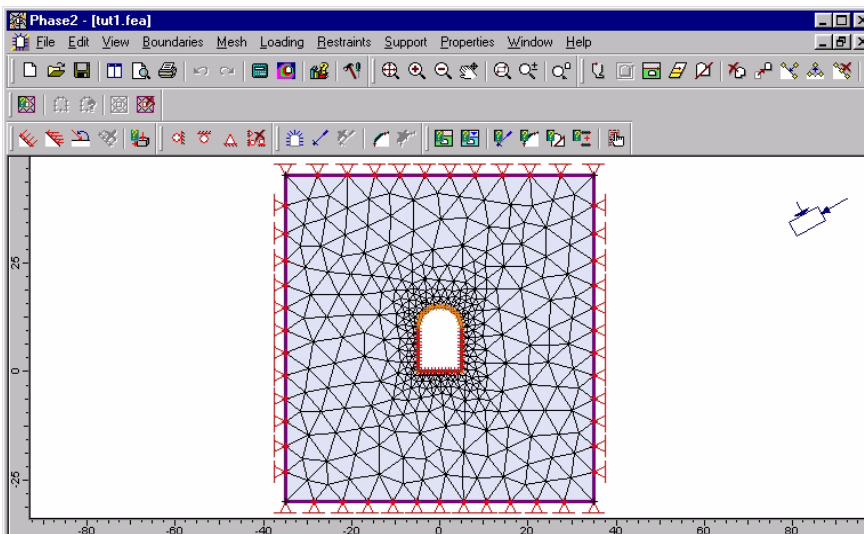 Phase2 - [tut1.fea]
File Edit View Boundaries Mesh Loading Restraints Support Properties Window Help
25
0
-25
-80 -60 -40 -20 0 20 40 60 80